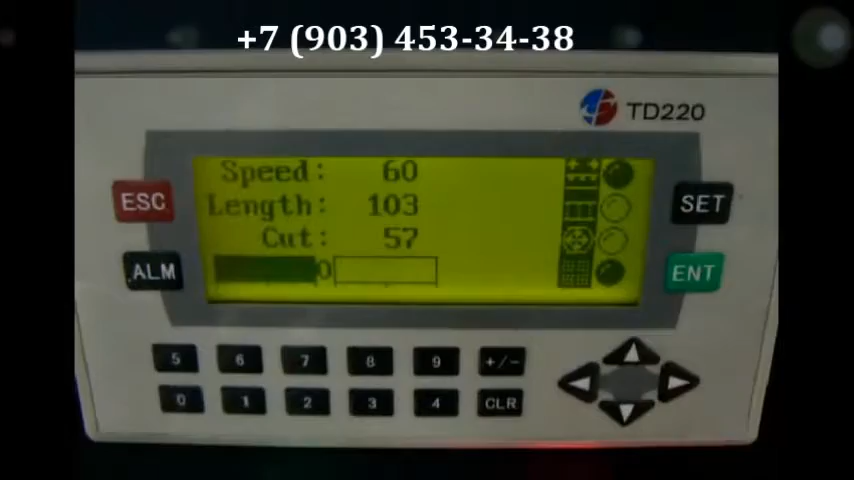 +7 (903) 453-34-38
TD220
Speed: 60
Length: 103
Cut: 57
0
ESC
SET
ALM
ENT
5 6 7 8 9 +/-
0 1 2 3 4 CLR